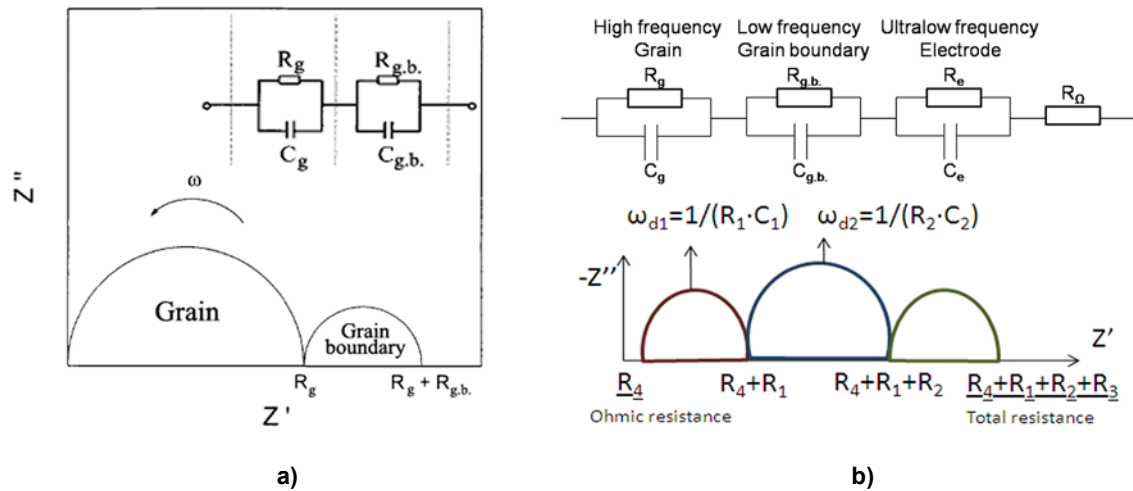 Z''
R_g
R_g.b.
C_g
C_g.b.
ω
Grain
Grain
boundary
R_g
R_g + R_g.b.
Z'
a)
High frequency
Grain
Low frequency
Grain boundary
Ultralow frequency
Electrode
R_g
R_g.b.
R_e
R_Ω
C_g
C_g.b.
C_e
ω_d1=1/(R_1·C_1)
ω_d2=1/(R_2·C_2)
-Z''
Z'
R_4
R_4+R_1
R_4+R_1+R_2
R_4+R_1+R_2+R_3
Ohmic resistance
Total resistance
b)